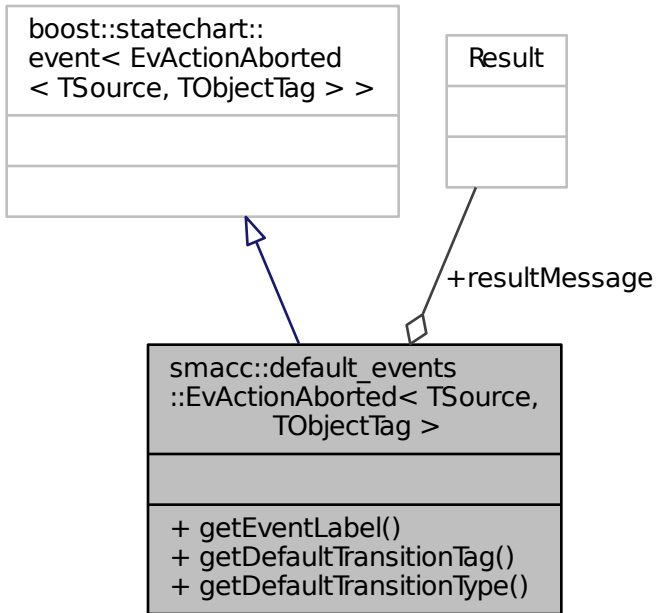 boost::statechart::
event< EvActionAborted
< TSource, TObjectTag > >
Result
+resultMessage
smacc::default_events
::EvActionAborted< TSource,
TObjectTag >
+ getEventLabel()
+ getDefaultTransitionTag()
+ getDefaultTransitionType()